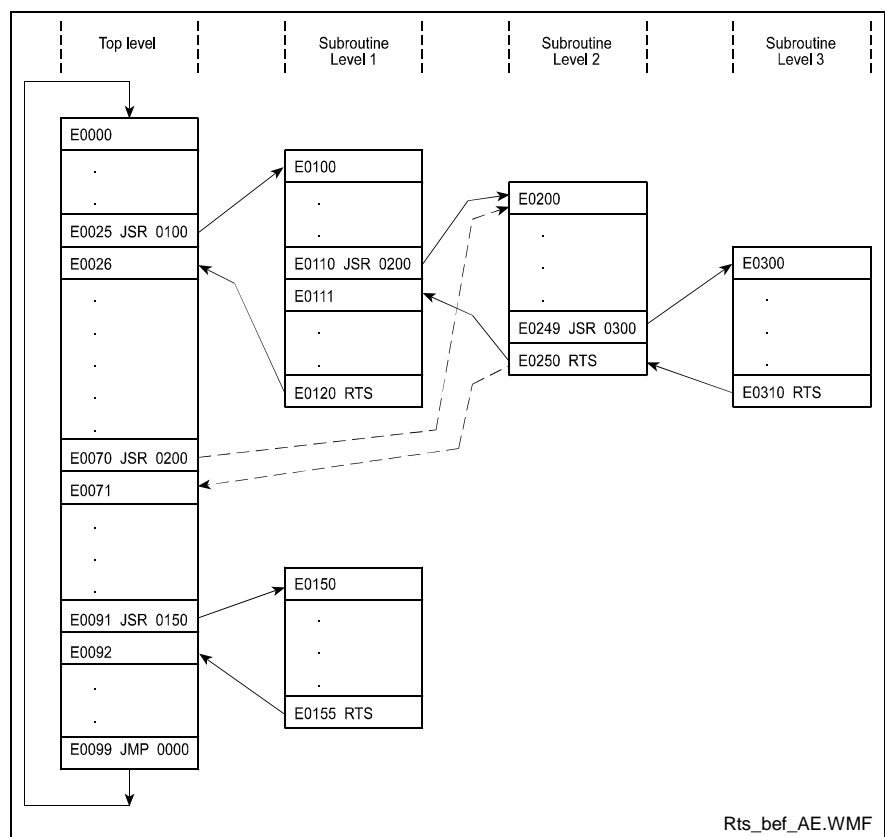 Top level
Subroutine
Level 1
Subroutine
Level 2
Subroutine
Level 3
E0000
.
.
E0025 JSR 0100
E0026
.
.
.
.
.
E0070 JSR 0200
E0071
.
.
.
E0091 JSR 0150
E0092
.
.
E0099 JMP 0000
E0100
.
.
E0110 JSR 0200
E0111
.
.
E0120 RTS
E0150
.
.
.
E0155 RTS
E0200
.
.
.
E0249 JSR 0300
E0250 RTS
E0300
.
.
.
E0310 RTS
Rts_bef_AE.WMF